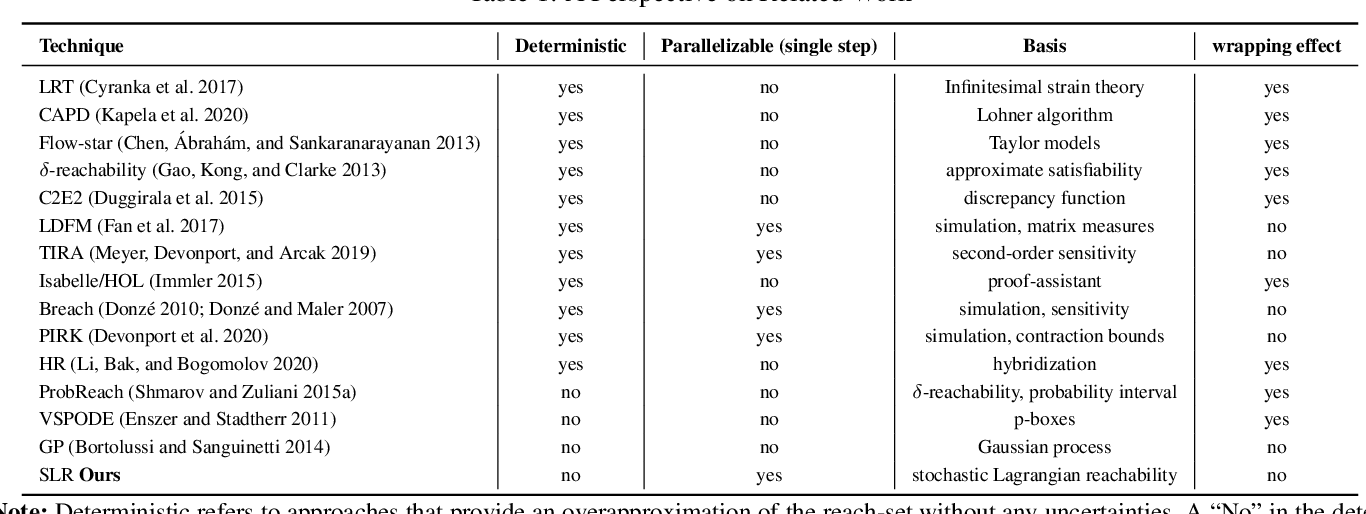 Table 1: A Perspective on Related Work
Technique Deterministic Parallelizable (single step) Basis wrapping effect
LRT (Cyranka et al. 2017) yes no Infinitesimal strain theory yes
CAPD (Kapela et al. 2020) yes no Lohner algorithm yes
Flow-star (Chen, Ábrahám, and Sankaranarayanan 2013) yes no Taylor models yes
δ-reachability (Gao, Kong, and Clarke 2013) yes no approximate satisfiability yes
C2E2 (Duggirala et al. 2015) yes no discrepancy function yes
LDFM (Fan et al. 2017) yes yes simulation, matrix measures no
TIRA (Meyer, Devonport, and Arcak 2019) yes yes second-order sensitivity no
Isabelle/HOL (Immler 2015) yes no proof-assistant yes
Breach (Donzé 2010; Donzé and Maler 2007) yes yes simulation, sensitivity no
PIRK (Devonport et al. 2020) yes yes simulation, contraction bounds no
HR (Li, Bak, and Bogomolov 2020) yes no hybridization yes
ProbReach (Shmarov and Zuliani 2015a) no no δ-reachability, probability interval yes
VSPODE (Enszer and Stadtherr 2011) no no p-boxes yes
GP (Bortolussi and Sanguinetti 2014) no no Gaussian process no
SLR Ours no yes stochastic Lagrangian reachability no
Note: Deterministic refers to approaches that provide an overapproximation of the reach-set without any uncertainties. A “No” in the